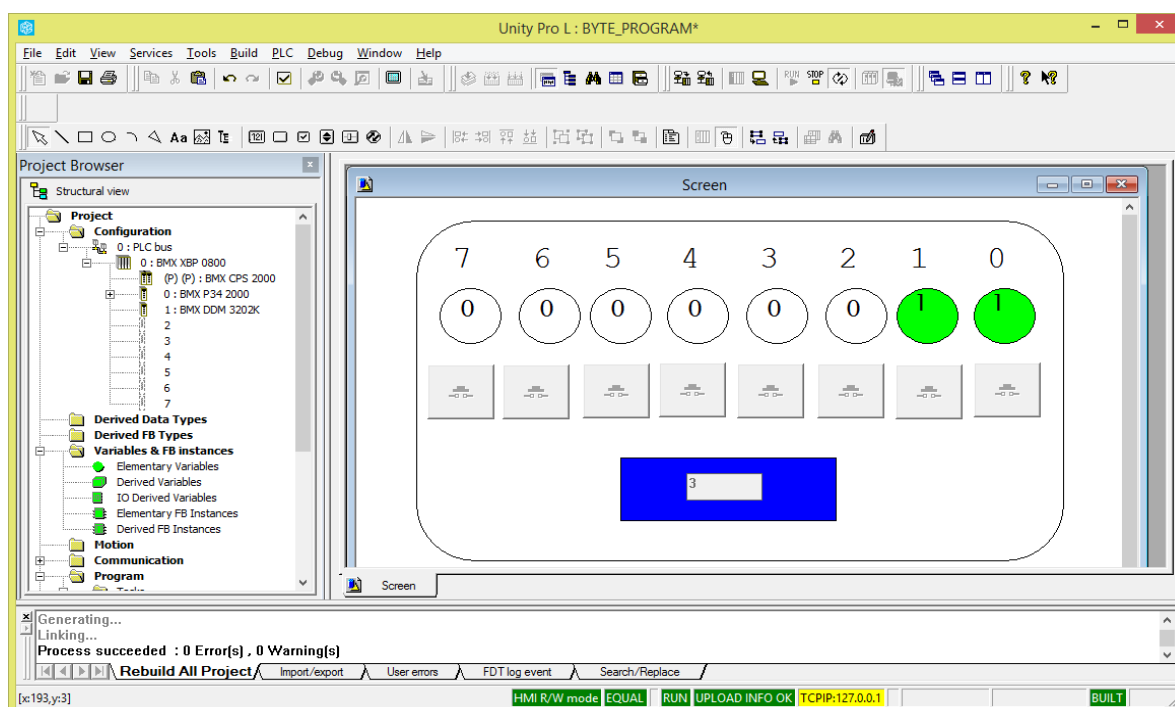 Unity Pro L : BYTE_PROGRAM*
File Edit View Services Tools Build PLC Debug Window Help
RUN STOP
Aa
Project Browser
Structural view
Project
Configuration
0 : PLC bus
0 : BMX XBP 0800
(P) (P) : BMX CPS 2000
0 : BMX P34 2000
1 : BMX DDM 3202K
2
3
4
5
6
7
Derived Data Types
Derived FB Types
Variables & FB instances
Elementary Variables
Derived Variables
IO Derived Variables
Elementary FB Instances
Derived FB Instances
Motion
Communication
Program
Screen
7 6 5 4 3 2 1 0
0 0 0 0 0 0 1 1
3
Screen
Generating...
Linking...
Process succeeded : 0 Error(s) , 0 Warning(s)
Rebuild All Project Import/export User errors FDT log event Search/Replace
[x:193,y:3] HMI R/W mode EQUAL RUN UPLOAD INFO OK TCPIP:127.0.0.1 BUILT